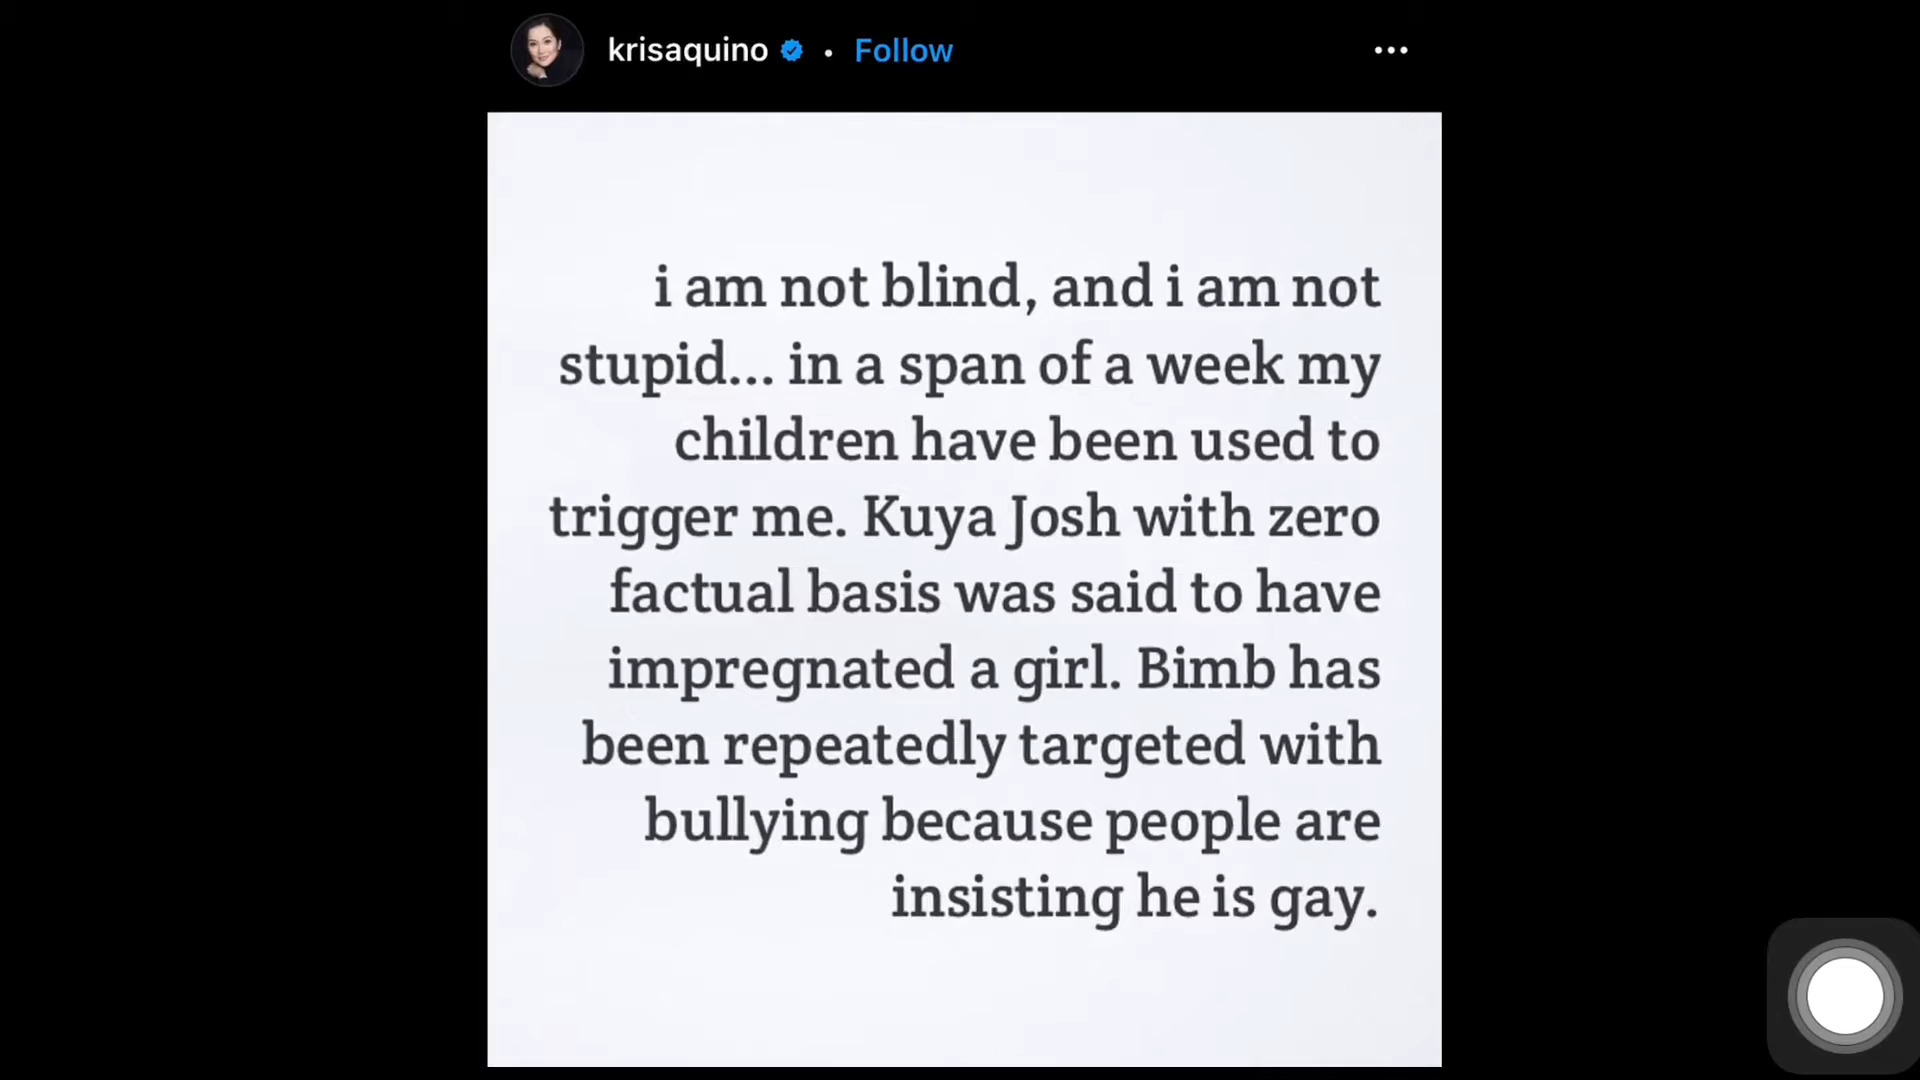 krisaquino • Follow
i am not blind, and i am not
stupid... in a span of a week my
children have been used to
trigger me. Kuya Josh with zero
factual basis was said to have
impregnated a girl. Bimb has
been repeatedly targeted with
bullying because people are
insisting he is gay.